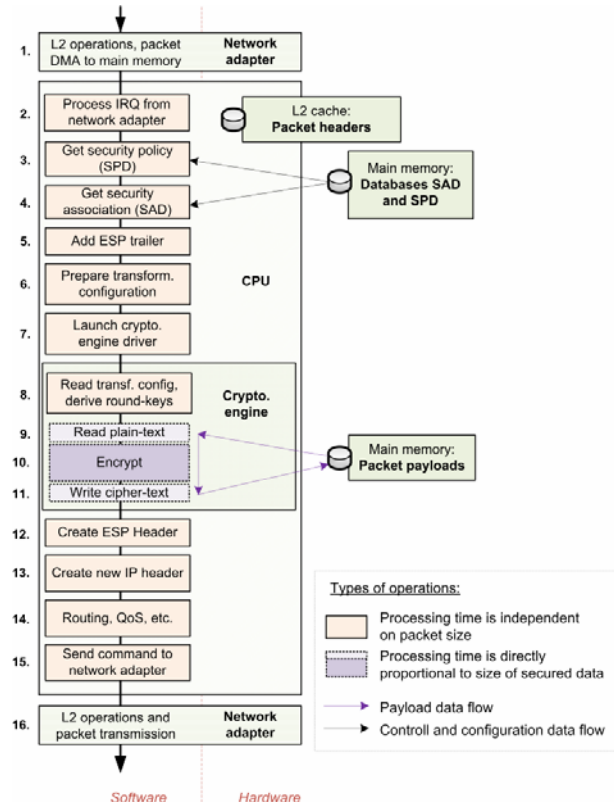 1.
L2 operations, packet
DMA to main memory
Network
adapter
2.
Process IRQ from
network adapter
L2 cache:
Packet headers
3.
Get security policy
(SPD)
Main memory:
Databases SAD
and SPD
4.
Get security
association (SAD)
5.
Add ESP trailer
6.
Prepare transform.
configuration
CPU
7.
Launch crypto.
engine driver
8.
Read transf. config,
derive round-keys
Crypto.
engine
9.
Read plain-text
10.
Encrypt
Main memory:
Packet payloads
11.
Write cipher-text
12.
Create ESP Header
13.
Create new IP header
14.
Routing, QoS, etc.
15.
Send command to
network adapter
16.
L2 operations and
packet transmission
Network
adapter
Types of operations:
Processing time is independent
on packet size
Processing time is directly
proportional to size of secured data
Payload data flow
Controll and configuration data flow
Software
Hardware